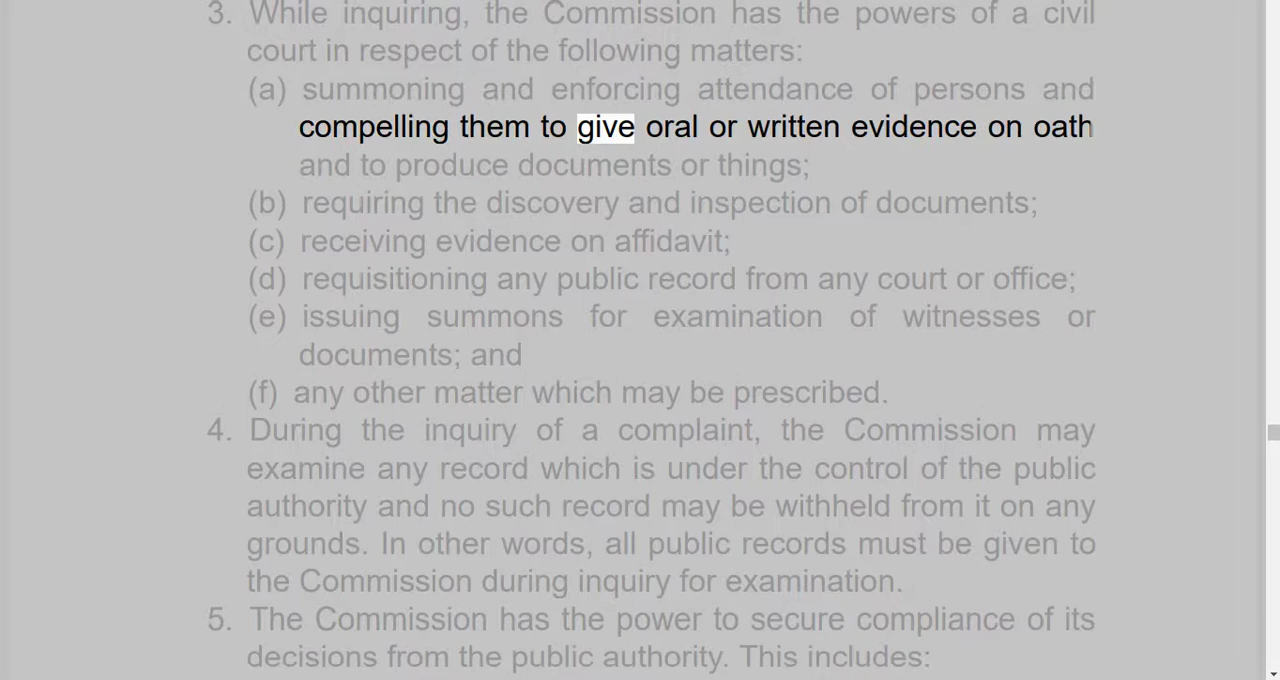 3. While inquiring, the Commission has the powers of a civil
court in respect of the following matters:
(a) summoning and enforcing attendance of persons and
compelling them to give oral or written evidence on oath
and to produce documents or things;
(b) requiring the discovery and inspection of documents;
(c) receiving evidence on affidavit;
(d) requisitioning any public record from any court or office;
(e) issuing summons for examination of witnesses or
documents; and
(f) any other matter which may be prescribed.
4. During the inquiry of a complaint, the Commission may
examine any record which is under the control of the public
authority and no such record may be withheld from it on any
grounds. In other words, all public records must be given to
the Commission during inquiry for examination.
5. The Commission has the power to secure compliance of its
decisions from the public authority. This includes: